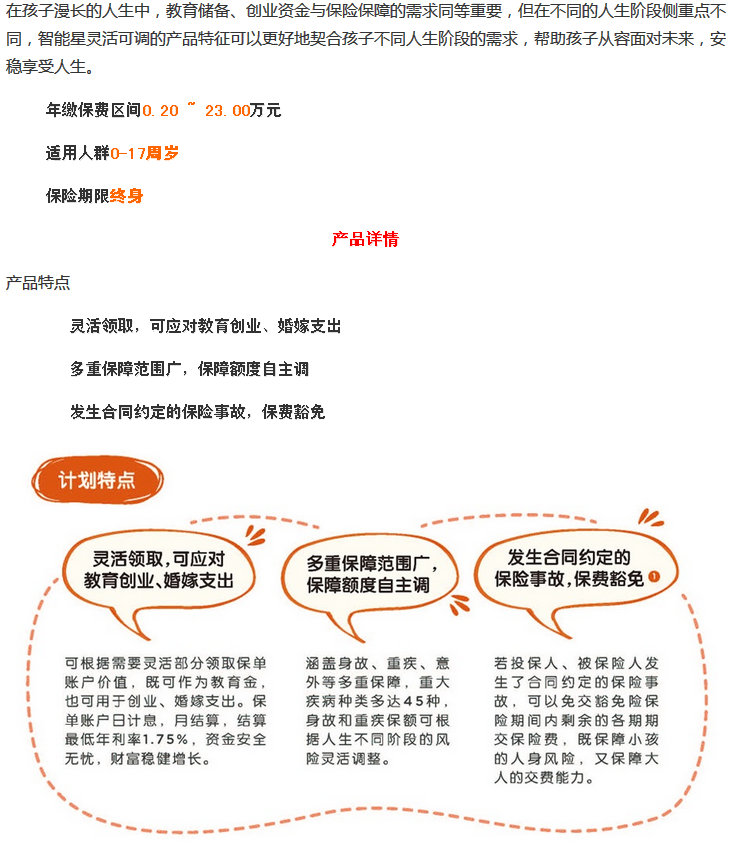 在孩子漫长的人生中，教育储备、创业资金与保险保障的需求同等重要，但在不同的人生阶段侧重点不
同，智能星灵活可调的产品特征可以更好地契合孩子不同人生阶段的需求，帮助孩子从容面对未来，安
稳享受人生。
年缴保费区间0.20 ~ 23.00万元
适用人群0-17周岁
保险期限终身
产品详情
产品特点
灵活领取，可应对教育创业、婚嫁支出
多重保障范围广，保障额度自主调
发生合同约定的保险事故，保费豁免
计划特点
灵活领取，可应对
教育创业、婚嫁支出
多重保障范围广，
保障额度自主调
发生合同约定的
保险事故，保费豁免 1
可根据需要灵活部分领取保单
账户价值，既可作为教育金，
也可用于创业、婚嫁支出。保
单账户日计息，月结算，结算
最低年利率1.75%，资金安全
无忧，财富稳健增长。
涵盖身故、重疾、意
外等多重保障，重大
疾病种类多达45种，
身故和重疾保额可根
据人生不同阶段的风
险灵活调整。
若投保人、被保险人发
生了合同约定的保险事
故，可以免交豁免险保
险期间内剩余的各期期
交保险费，既保障小孩
的人身风险，又保障大
人的交费能力。